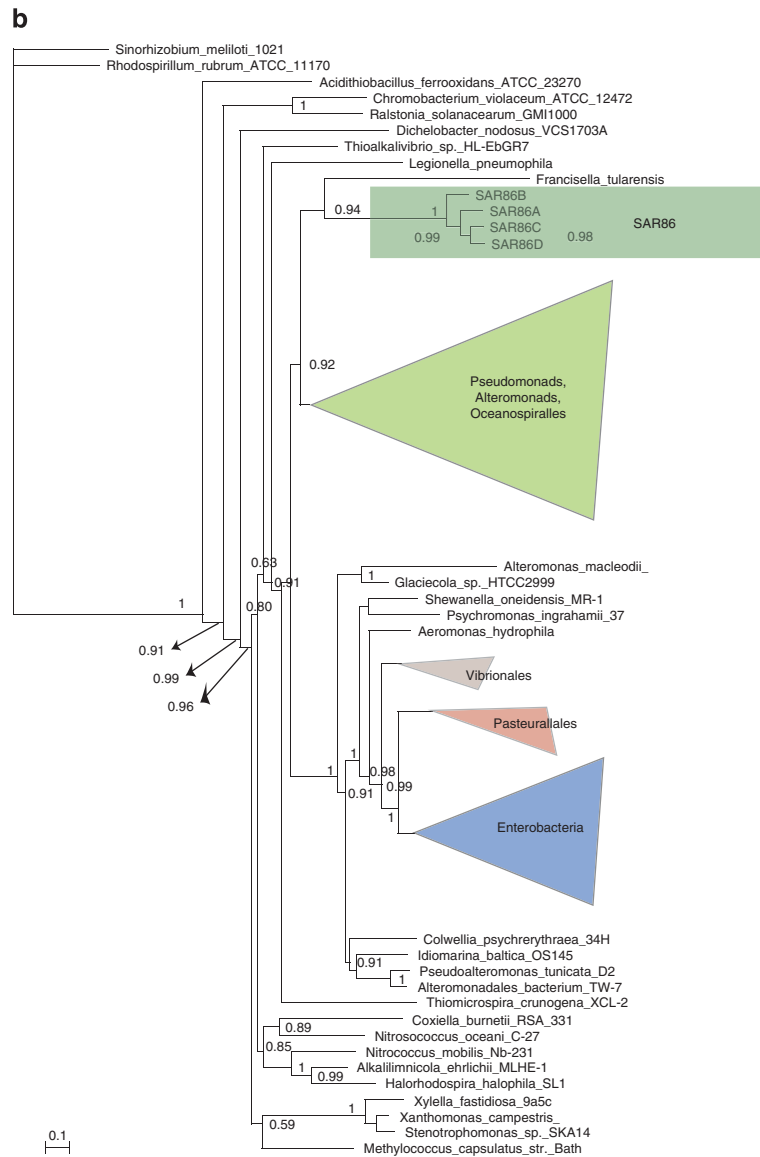 b
Sinorhizobium_meliloti_1021
Rhodospirillum_rubrum_ATCC_11170
Acidithiobacillus_ferrooxidans_ATCC_23270
Chromobacterium_violaceum_ATCC_12472
1
Ralstonia_solanacearum_GMI1000
Dichelobacter_nodosus_VCS1703A
Thioalkalivibrio_sp._HL-EbGR7
Legionella_pneumophila
Francisella_tularensis
SAR86B
0.94
1
SAR86A
SAR86
SAR86C
0.99
0.98
SAR86D
0.92
Pseudomonads,
Alteromonads,
Oceanospiralles
0.63
Alteromonas_macleodii_
1
Glaciecola_sp._HTCC2999
0.91
Shewanella_oneidensis_MR-1
1
0.80
Psychromonas_ingrahamii_37
Aeromonas_hydrophila
0.91
0.99
0.96
Vibrionales
Pasteurallales
1
1
0.98
0.99
0.91
1
Enterobacteria
Colwellia_psychrerythraea_34H
Idiomarina_baltica_OS145
0.91
Pseudoalteromonas_tunicata_D2
1
Alteromonadales_bacterium_TW-7
Thiomicrospira_crunogena_XCL-2
Coxiella_burnetii_RSA_331
0.89
Nitrosococcus_oceani_C-27
0.85
Nitrococcus_mobilis_Nb-231
1
Alkalilimnicola_ehrlichii_MLHE-1
0.99
Halorhodospira_halophila_SL1
Xylella_fastidiosa_9a5c
1
Xanthomonas_campestris_
0.59
Stenotrophomonas_sp._SKA14
Methylococcus_capsulatus_str._Bath
0.1